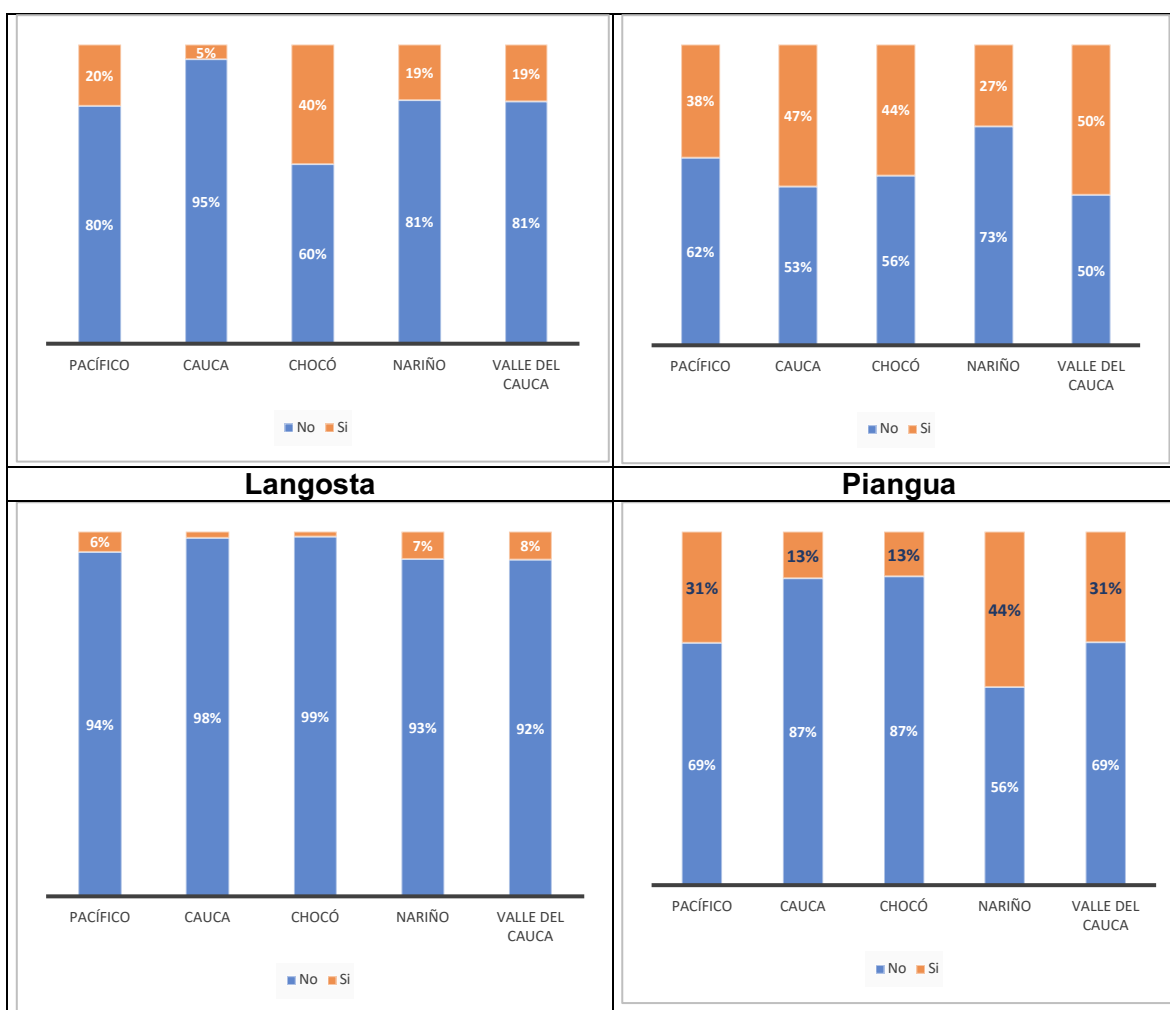 20% 5% 40% 19% 19%
80% 95% 60% 81% 81%
PACÍFICO CAUCA CHOCÓ NARIÑO VALLE DEL
CAUCA
No Si
38% 47% 44% 27% 50%
62% 53% 56% 73% 50%
PACÍFICO CAUCA CHOCÓ NARIÑO VALLE DEL
CAUCA
No Si
Langosta
Piangua
6% 7% 8%
94% 98% 99% 93% 92%
PACÍFICO CAUCA CHOCÓ NARIÑO VALLE DEL
CAUCA
No Si
31% 13% 13% 44% 31%
69% 87% 87% 56% 69%
PACÍFICO CAUCA CHOCÓ NARIÑO VALLE DEL
CAUCA
No Si